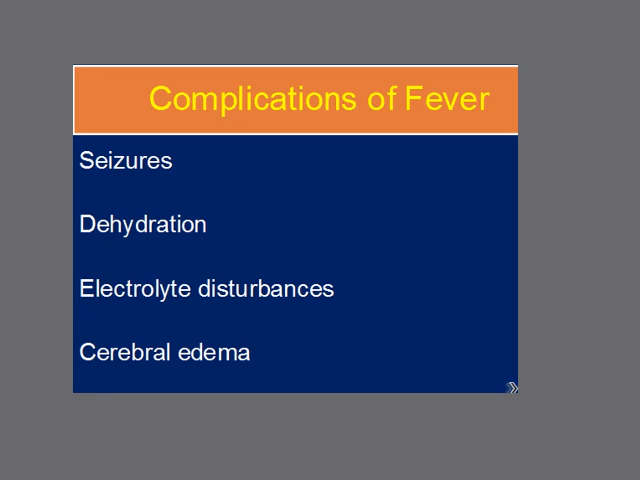 Complications of Fever
Seizures
Dehydration
Electrolyte disturbances
Cerebral edema